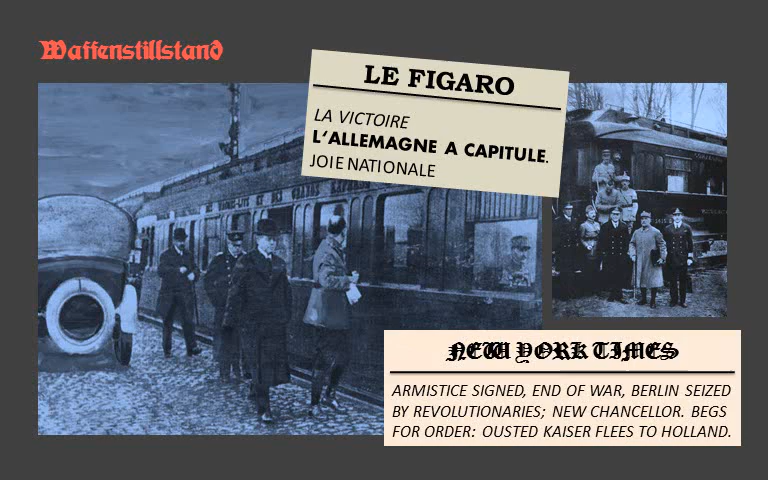 Waffenstillstand
LE FIGARO
LA VICTOIRE
L'ALLEMAGNE A CAPITULE.
JOIE NATIONALE
NEW YORK TIMES
ARMISTICE SIGNED, END OF WAR, BERLIN SEIZED
BY REVOLUTIONARIES; NEW CHANCELLOR. BEGS
FOR ORDER: OUSTED KAISER FLEES TO HOLLAND.